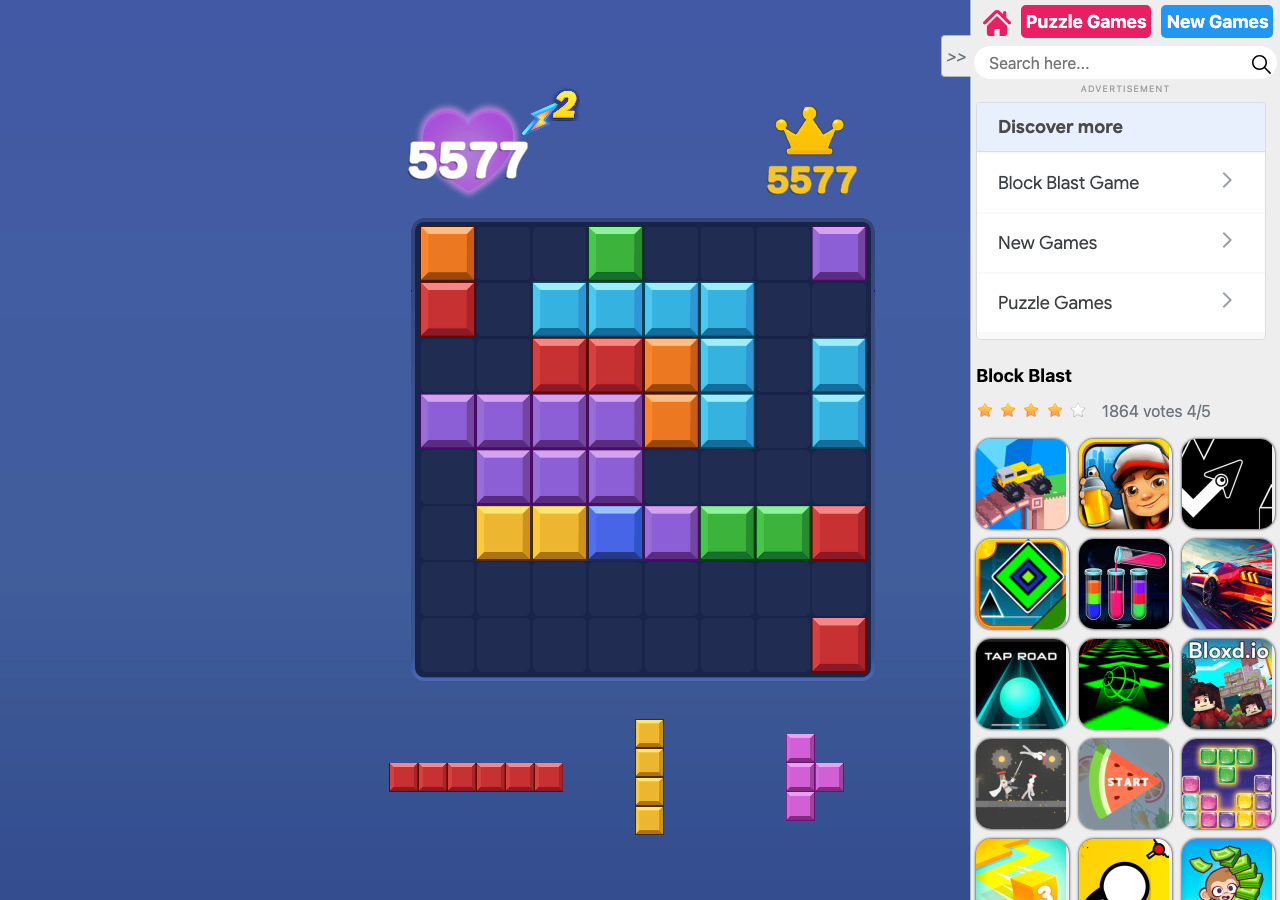 Puzzle Games
New Games
>>
Search here...
ADVERTISEMENT
Discover more
Block Blast Game
New Games
Puzzle Games
2
5577
5577
Block Blast
1864 votes 4/5
TAP ROAD
Bloxd.io
START
3